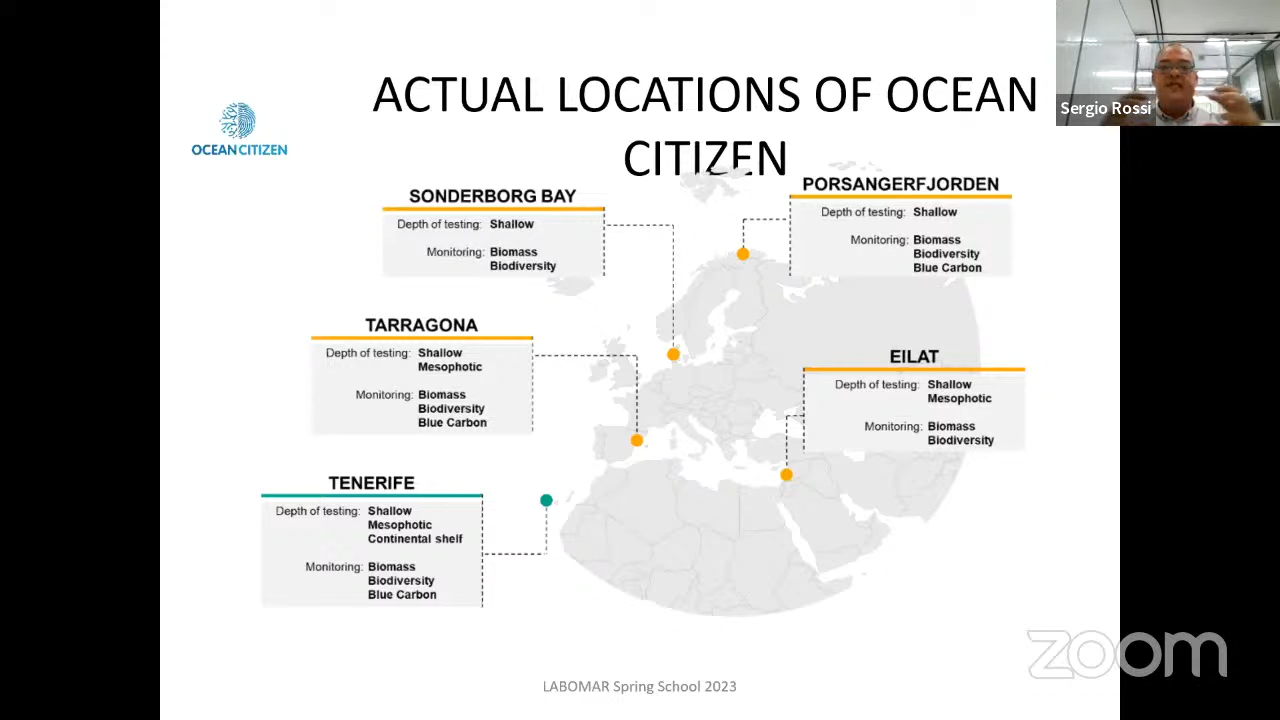 ACTUAL LOCATIONS OF OCEAN
CITIZEN
Sergio Rossi
OCEAN CITIZEN
SONDERBORG BAY
Depth of testing: Shallow
Monitoring: Biomass
Biodiversity
PORSANGERFJORDEN
Depth of testing: Shallow
Monitoring: Biomass
Biodiversity
Blue Carbon
TARRAGONA
Depth of testing: Shallow
Mesophotic
Monitoring: Biomass
Biodiversity
Blue Carbon
EILAT
Depth of testing: Shallow
Mesophotic
Monitoring: Biomass
Biodiversity
TENERIFE
Depth of testing: Shallow
Mesophotic
Continental shelf
Monitoring: Biomass
Biodiversity
Blue Carbon
zoom
LABOMAR Spring School 2023